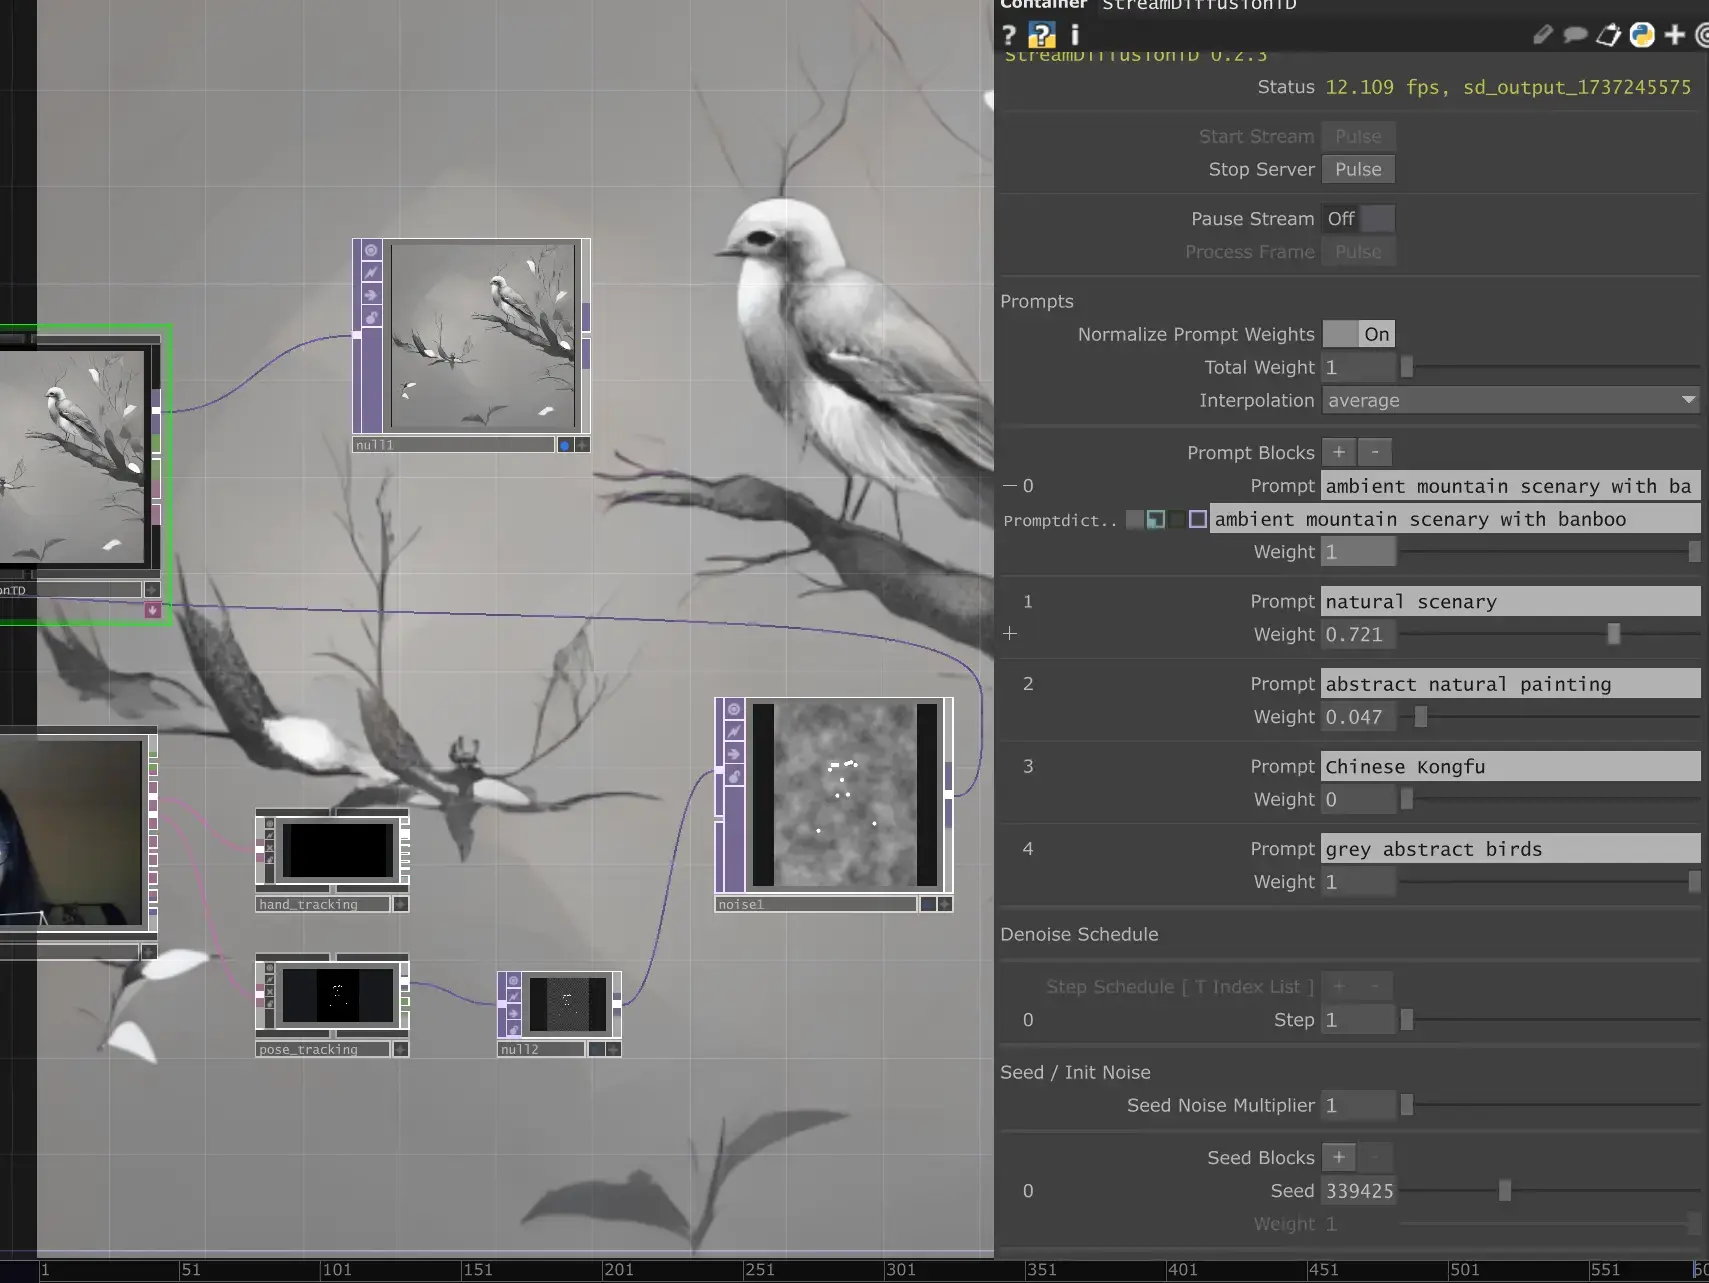 Container StreamDiffusionTD
? ? i
StreamDiffusionTD 0.2.3
Status 12.109 fps, sd_output_1737245575
Start Stream Pulse
Stop Server Pulse
Pause Stream Off
Process Frame Pulse
Prompts
Normalize Prompt Weights On
Total Weight 1
Interpolation average
Prompt Blocks + -
0 Prompt ambient mountain scenary with ba
Promptdict.. ambient mountain scenary with banboo
Weight 1
1 Prompt natural scenary
+ Weight 0.721
2 Prompt abstract natural painting
Weight 0.047
3 Prompt Chinese Kongfu
Weight 0
4 Prompt grey abstract birds
Weight 1
Denoise Schedule
Step Schedule [ T Index List ] + -
0 Step 1
Seed / Init Noise
Seed Noise Multiplier 1
Seed Blocks + -
0 Seed 339425
Weight 1
null1
onTD
noise1
hand_tracking
pose_tracking
null2
1 51 101 151 201 251 301 351 401 451 501 551 60